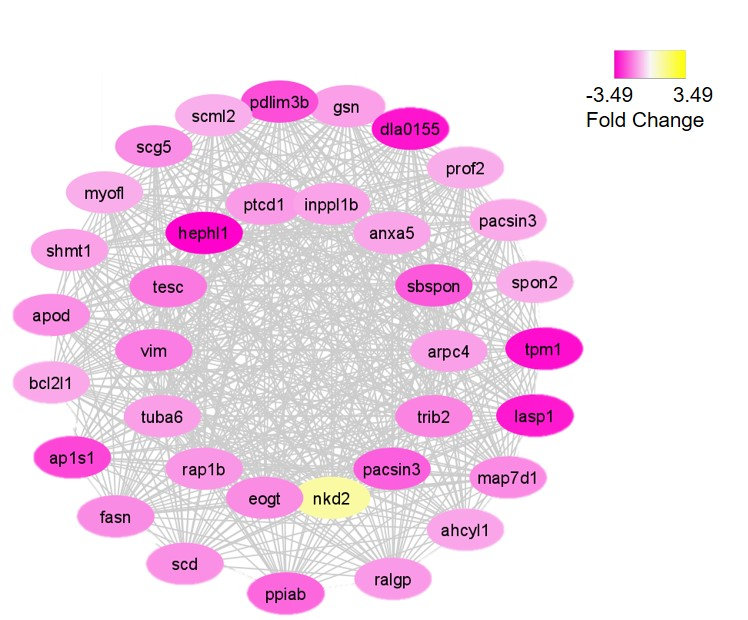 -3.49 3.49
Fold Change
pdlim3b
gsn
scml2
dla0155
scg5
prof2
myofl
ptcd1
inppl1b
pacsin3
hephl1
anxa5
shmt1
tesc
sbspon
spon2
apod
vim
arpc4
tpm1
bcl2l1
tuba6
trib2
lasp1
ap1s1
rap1b
pacsin3
map7d1
eogt
nkd2
fasn
ahcyl1
scd
ralgp
ppiab